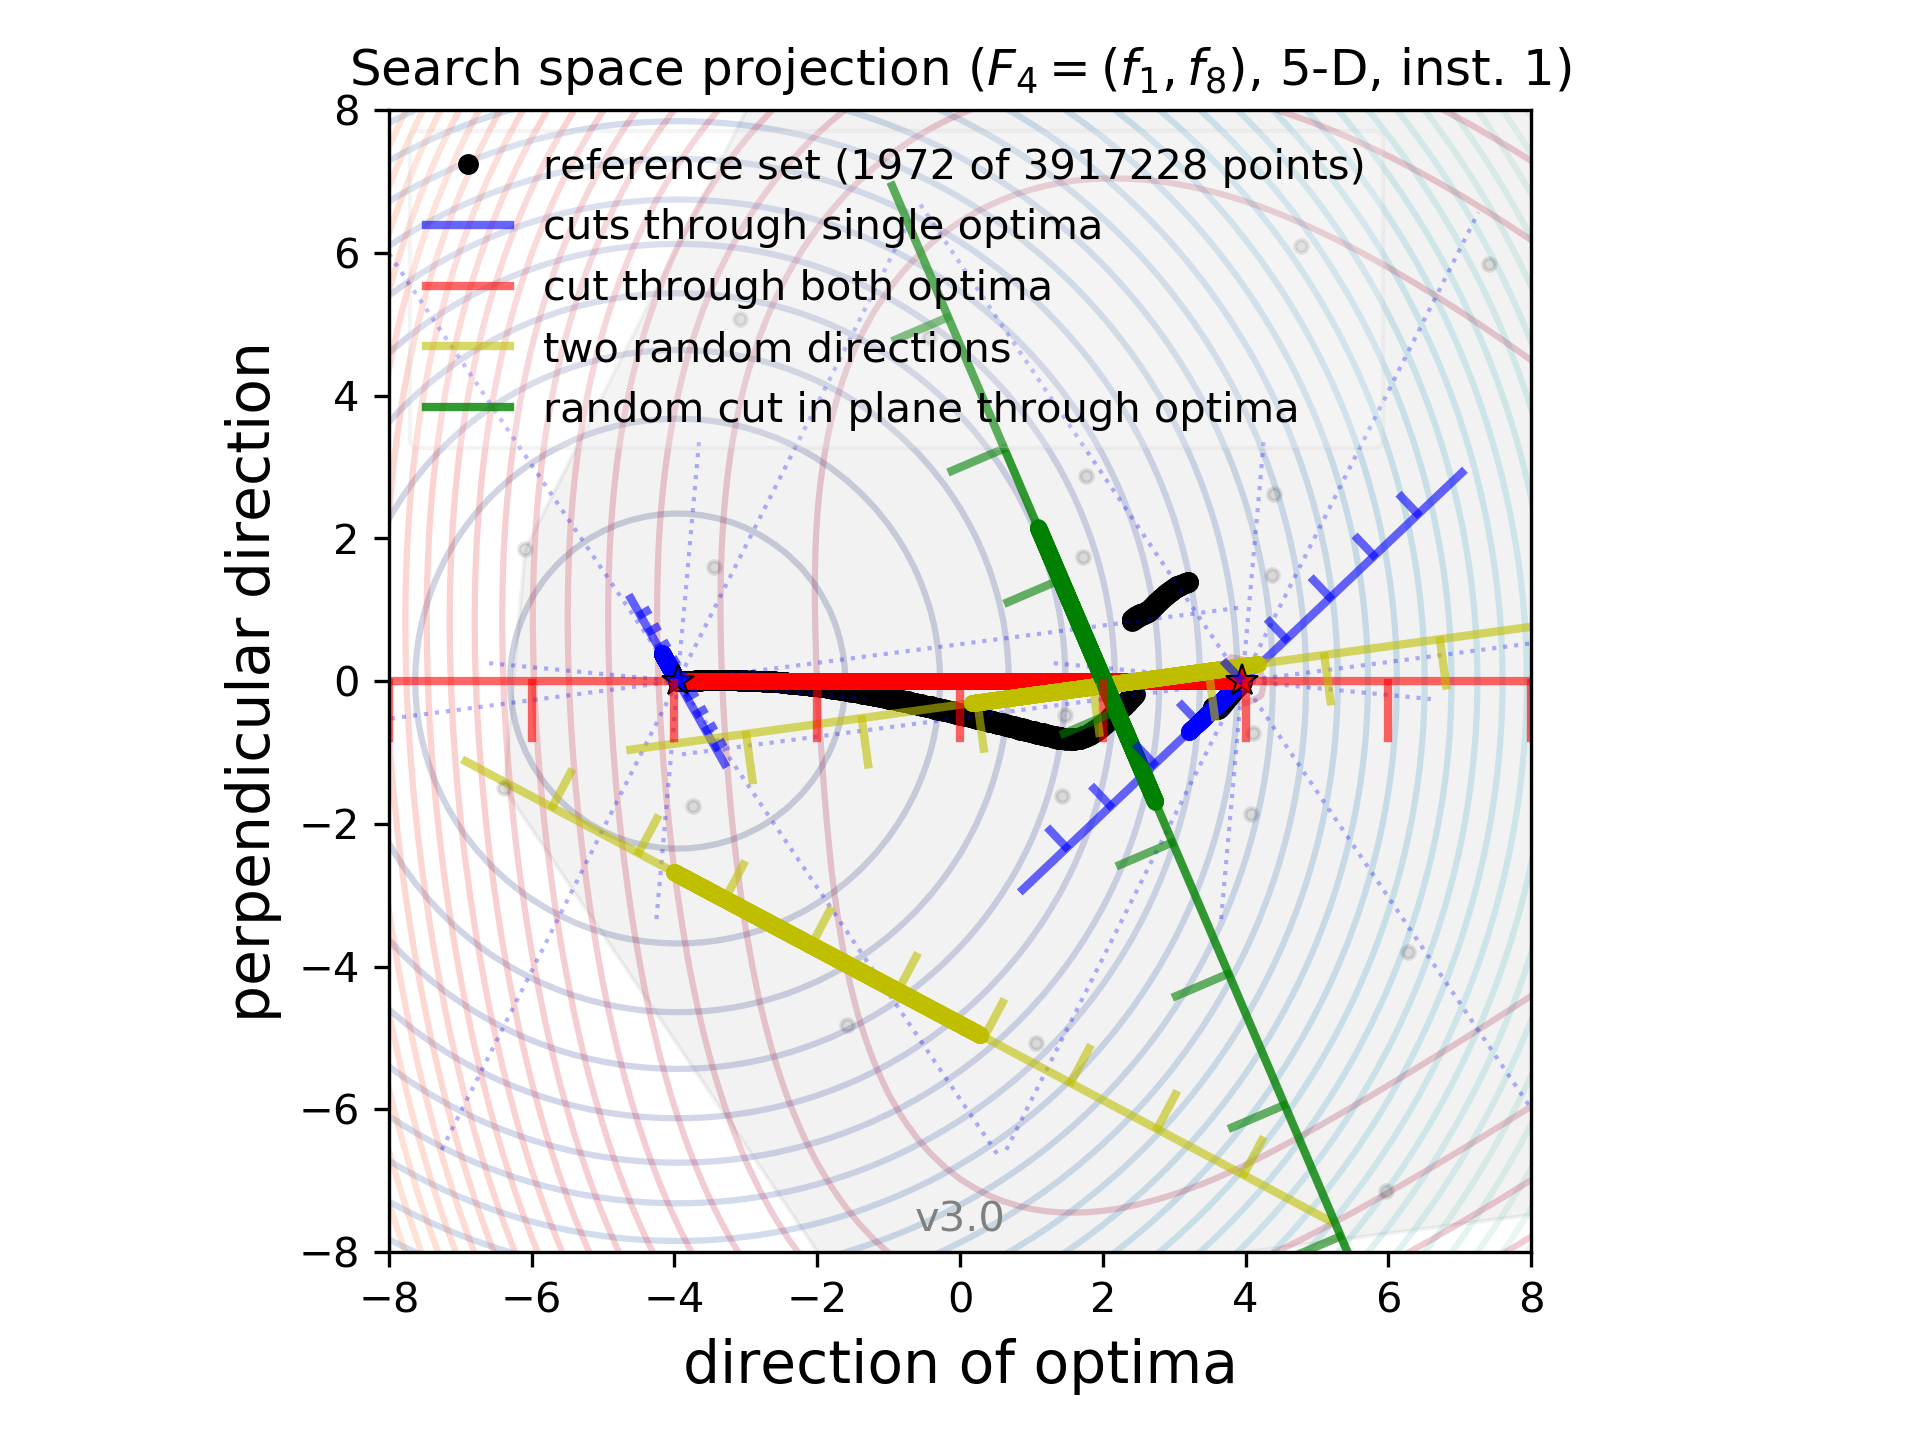 Search space projection (F₄ = (f₁, f₈), 5-D, inst. 1)
reference set (1972 of 3917228 points)
cuts through single optima
cut through both optima
two random directions
random cut in plane through optima
8
6
4
2
0
−2
−4
−6
−8
perpendicular direction
v3.0
−8 −6 −4 −2 0 2 4 6 8
direction of optima